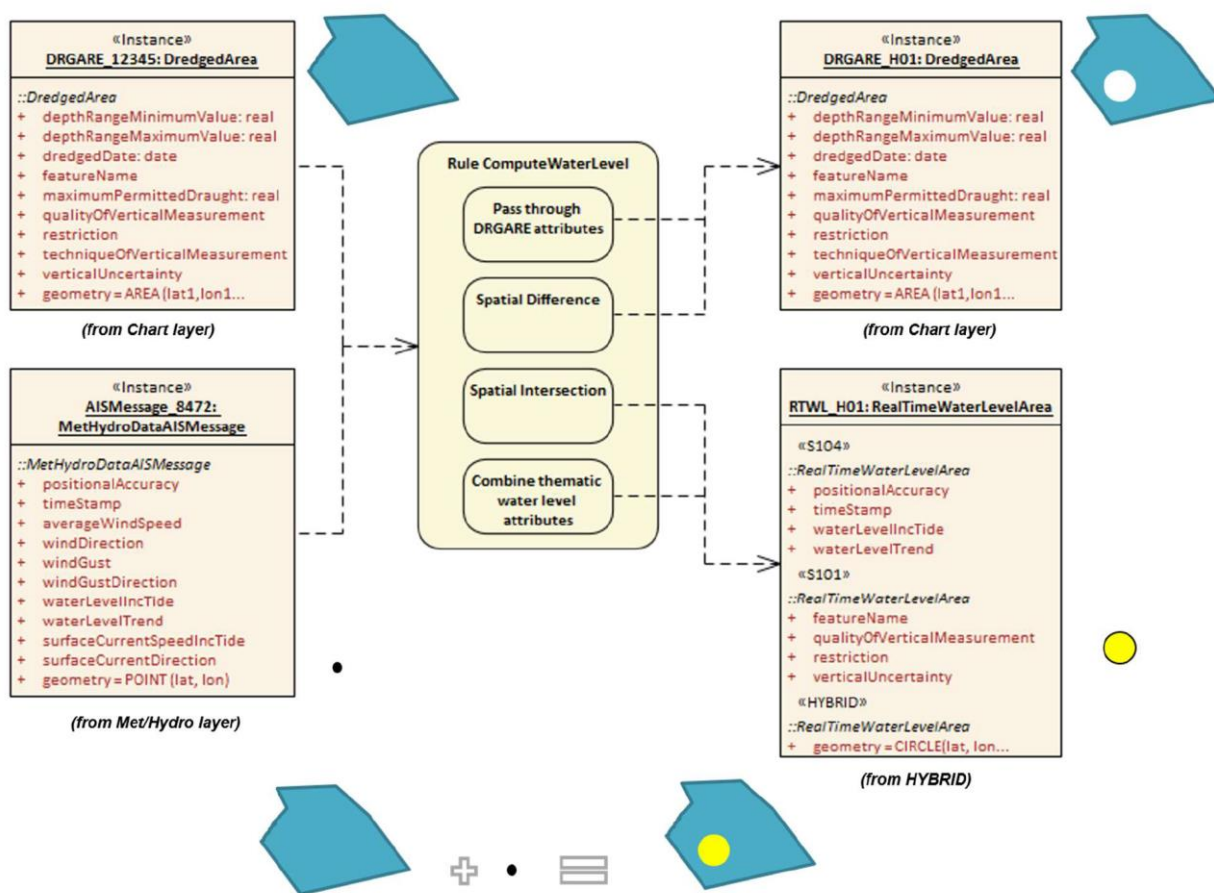 «Instance»
DRGARE_12345: DredgedArea
::DredgedArea
+ depthRangeMinimumValue: real
+ depthRangeMaximumValue: real
+ dredgedDate: date
+ featureName
+ maximumPermittedDraught: real
+ qualityOfVerticalMeasurement
+ restriction
+ techniqueOfVerticalMeasurement
+ verticalUncertainty
+ geometry = AREA (lat1,lon1...
(from Chart layer)
«Instance»
AISMessage_8472:
MetHydroDataAISMessage
::MetHydroDataAISMessage
+ positionalAccuracy
+ timeStamp
+ averageWindSpeed
+ windDirection
+ windGust
+ windGustDirection
+ waterLevelIncTide
+ waterLevelTrend
+ surfaceCurrentSpeedIncTide
+ surfaceCurrentDirection
+ geometry = POINT (lat, lon)
(from Met/Hydro layer)
Rule ComputeWaterLevel
Pass through
DRGARE attributes
Spatial Difference
Spatial Intersection
Combine thematic
water level
attributes
«Instance»
DRGARE_H01: DredgedArea
::DredgedArea
+ depthRangeMinimumValue: real
+ depthRangeMaximumValue: real
+ dredgedDate: date
+ featureName
+ maximumPermittedDraught: real
+ qualityOfVerticalMeasurement
+ restriction
+ techniqueOfVerticalMeasurement
+ verticalUncertainty
+ geometry = AREA (lat1,lon1...
(from Chart layer)
«Instance»
RTWL_H01: RealTimeWaterLevelArea
«S104»
::RealTimeWaterLevelArea
+ positionalAccuracy
+ timeStamp
+ waterLevelIncTide
+ waterLevelTrend
«S101»
::RealTimeWaterLevelArea
+ featureName
+ qualityOfVerticalMeasurement
+ restriction
+ verticalUncertainty
«HYBRID»
::RealTimeWaterLevelArea
+ geometry = CIRCLE(lat, lon...
(from HYBRID)